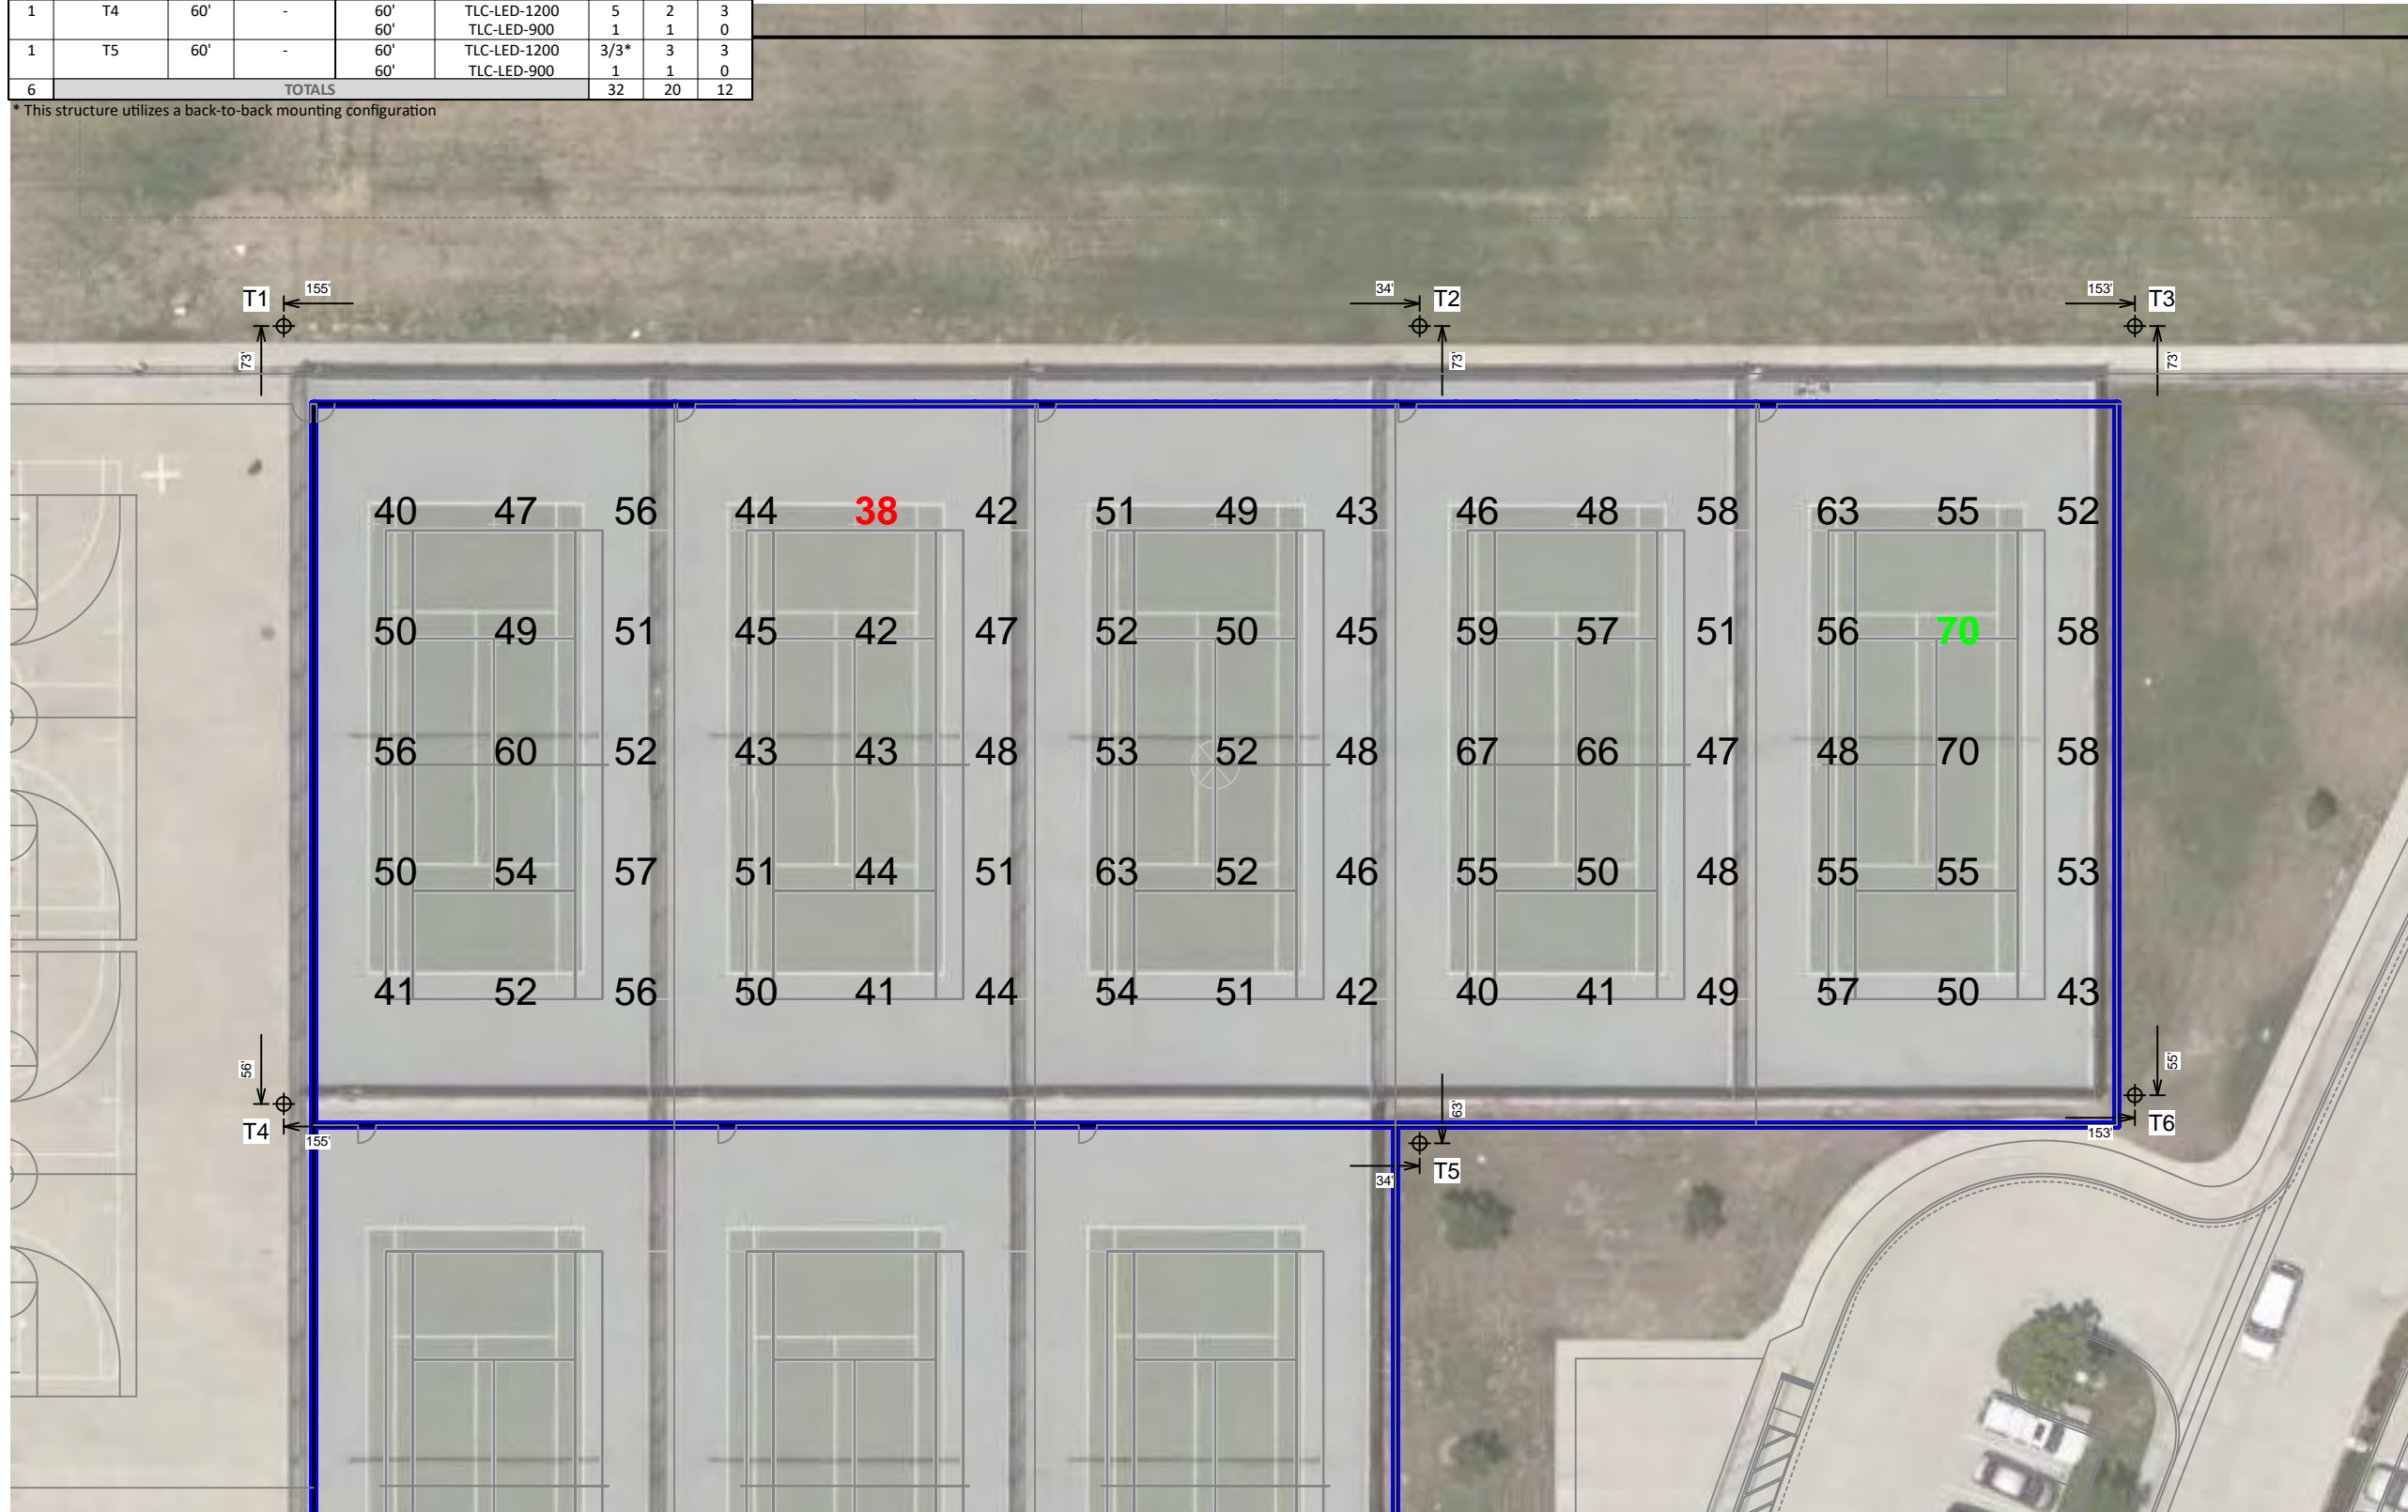 1 T4 60' - 60' TLC-LED-1200 5 2 3
60' TLC-LED-900 1 1 0
1 T5 60' - 60' TLC-LED-1200 3/3* 3 3
60' TLC-LED-900 1 1 0
6 TOTALS 32 20 12
* This structure utilizes a back-to-back mounting configuration
T1 155' 34' T2 153' T3
73' 73' 73'
40 47 56 44 38 42 51 49 43 46 48 58 63 55 52
50 49 51 45 42 47 52 50 45 59 57 51 56 70 58
56 60 52 43 43 48 53 52 48 67 66 47 48 70 58
50 54 57 51 44 51 63 52 46 55 50 48 55 55 53
41 52 56 50 41 44 54 51 42 40 41 49 57 50 43
56' 63' 55'
T4 155' 153' T6
34' T5